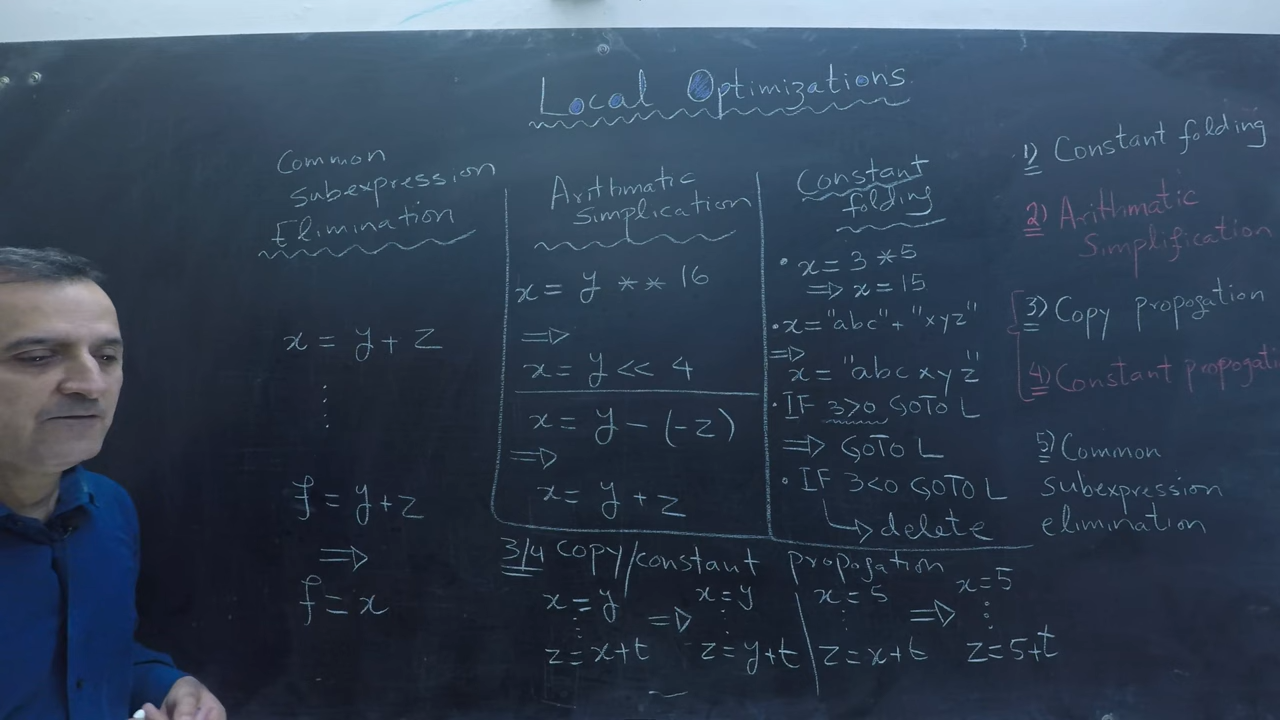 Local Optimizations
Common
subexpression
Elimination
x = y + z
f = y + z
⇒
f = x
Arithmatic
Simplication
x = y ** 16
⇒
x = y << 4
x = y - (-z)
⇒
x = y + z
Constant
folding
• x = 3 * 5
⇒ x = 15
• x = "abc" + "xyz"
⇒
x = "abcxyz"
• IF 3>0 GOTO L
⇒ GOTO L
• IF 3<0 GOTO L
→ delete
3/4 Copy/constant propogation
x = y
⋮
z = x+t
⇒
x = y
⋮
z = y+t
x = 5
⋮
z = x+t
⇒
x = 5
⋮
z = 5+t
1) Constant folding
2) Arithmatic
Simplification
3) Copy propogation
4) Constant propogati
5) Common
subexpression
elimination